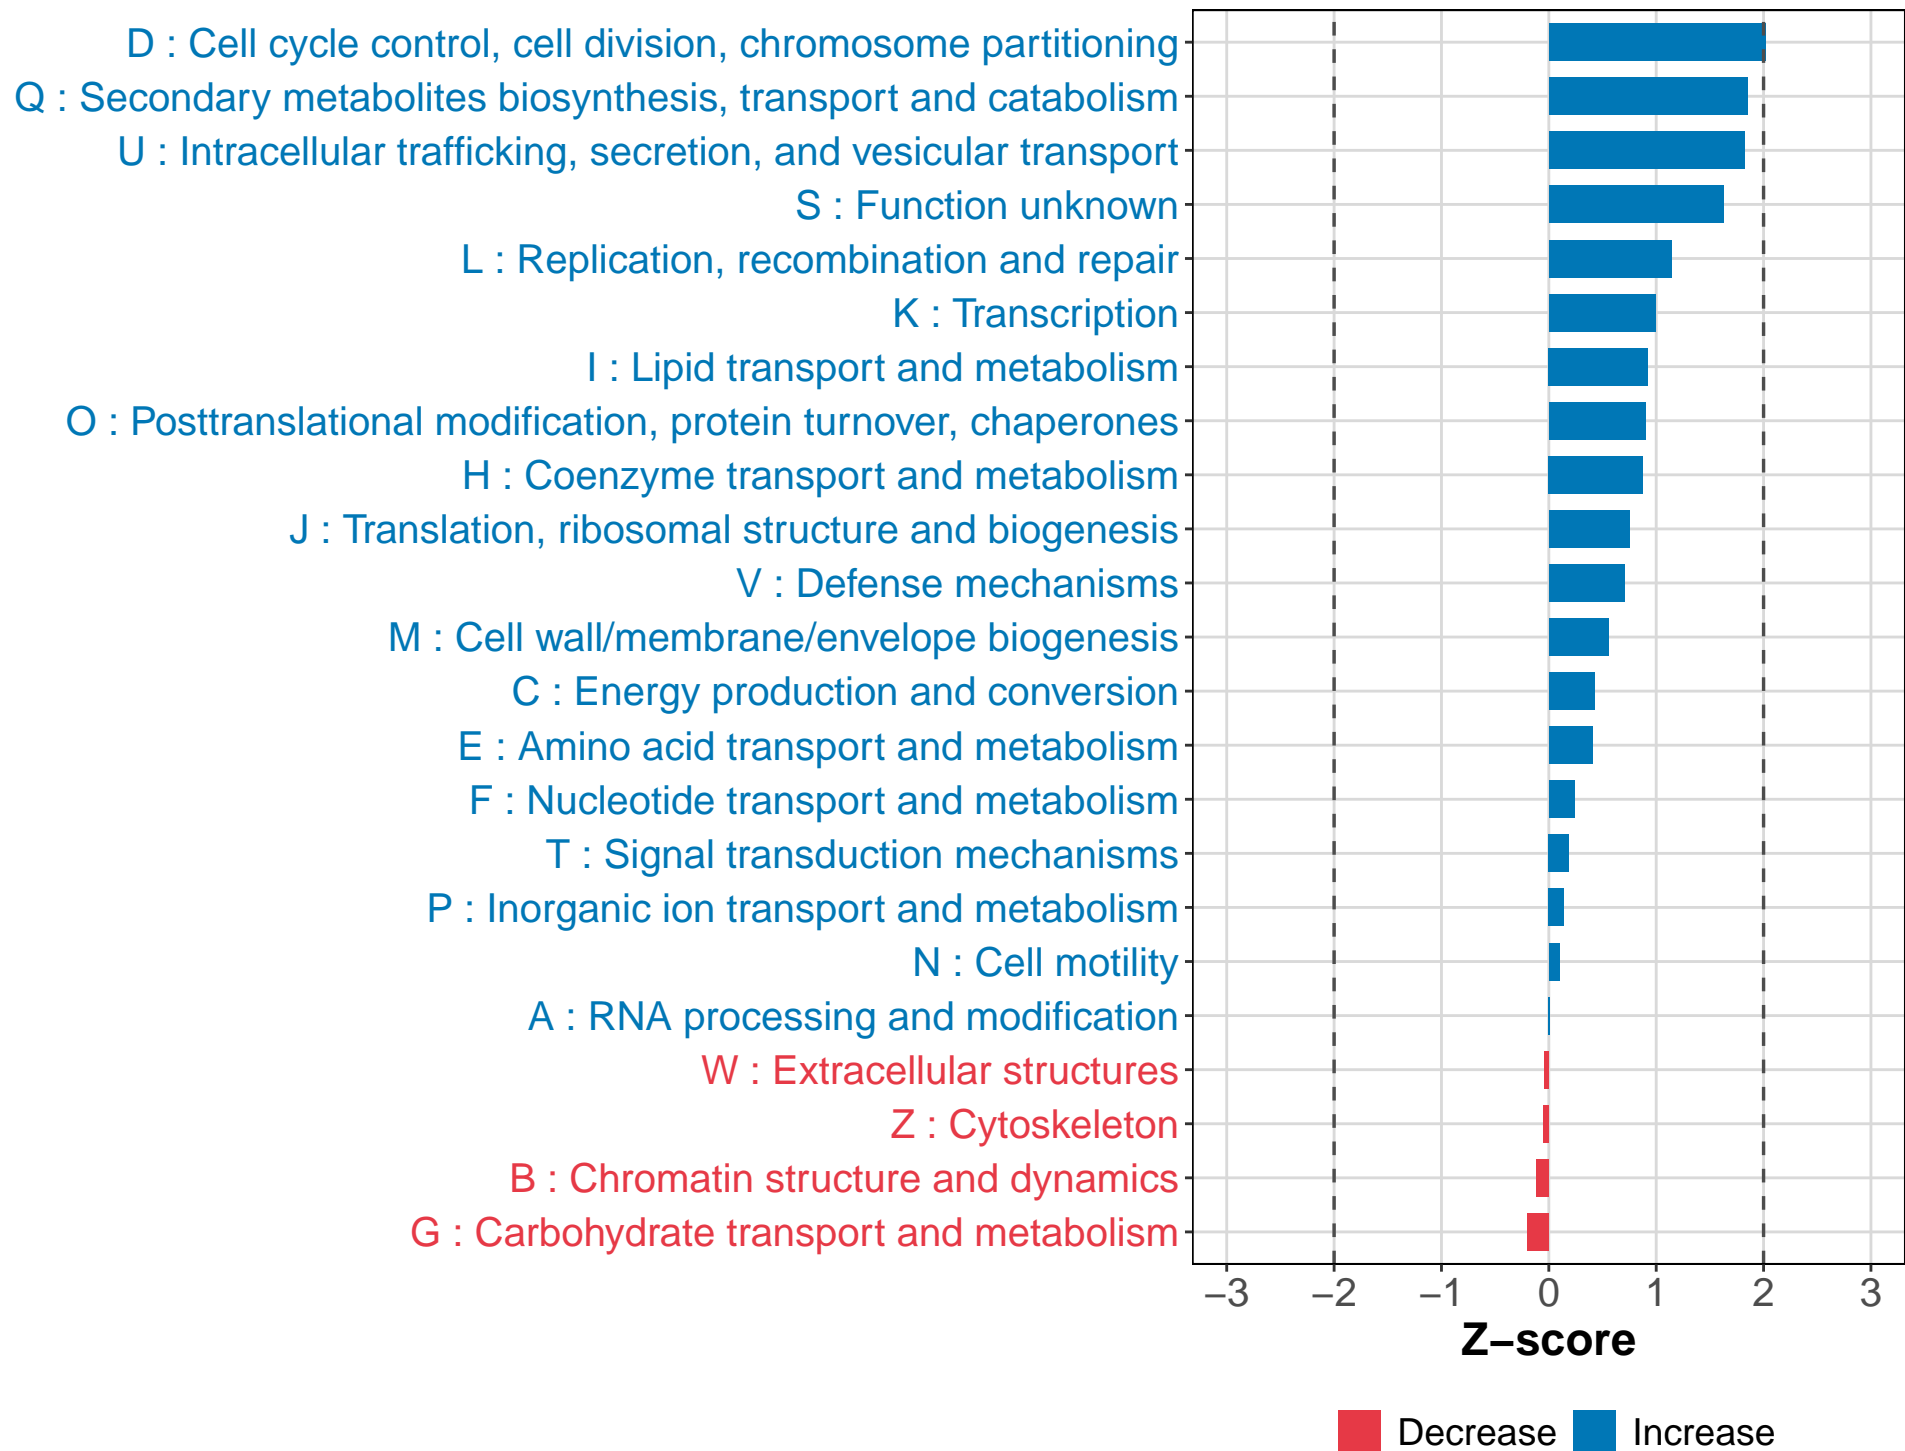 D : Cell cycle control, cell division, chromosome partitioning
Q : Secondary metabolites biosynthesis, transport and catabolism
U : Intracellular trafficking, secretion, and vesicular transport
S : Function unknown
L : Replication, recombination and repair
K : Transcription
I : Lipid transport and metabolism
O : Posttranslational modification, protein turnover, chaperones
H : Coenzyme transport and metabolism
J : Translation, ribosomal structure and biogenesis
V : Defense mechanisms
M : Cell wall/membrane/envelope biogenesis
C : Energy production and conversion
E : Amino acid transport and metabolism
F : Nucleotide transport and metabolism
T : Signal transduction mechanisms
P : Inorganic ion transport and metabolism
N : Cell motility
A : RNA processing and modification
W : Extracellular structures
Z : Cytoskeleton
B : Chromatin structure and dynamics
G : Carbohydrate transport and metabolism
−3 −2 −1 0 1 2 3
Z−score
Decrease Increase